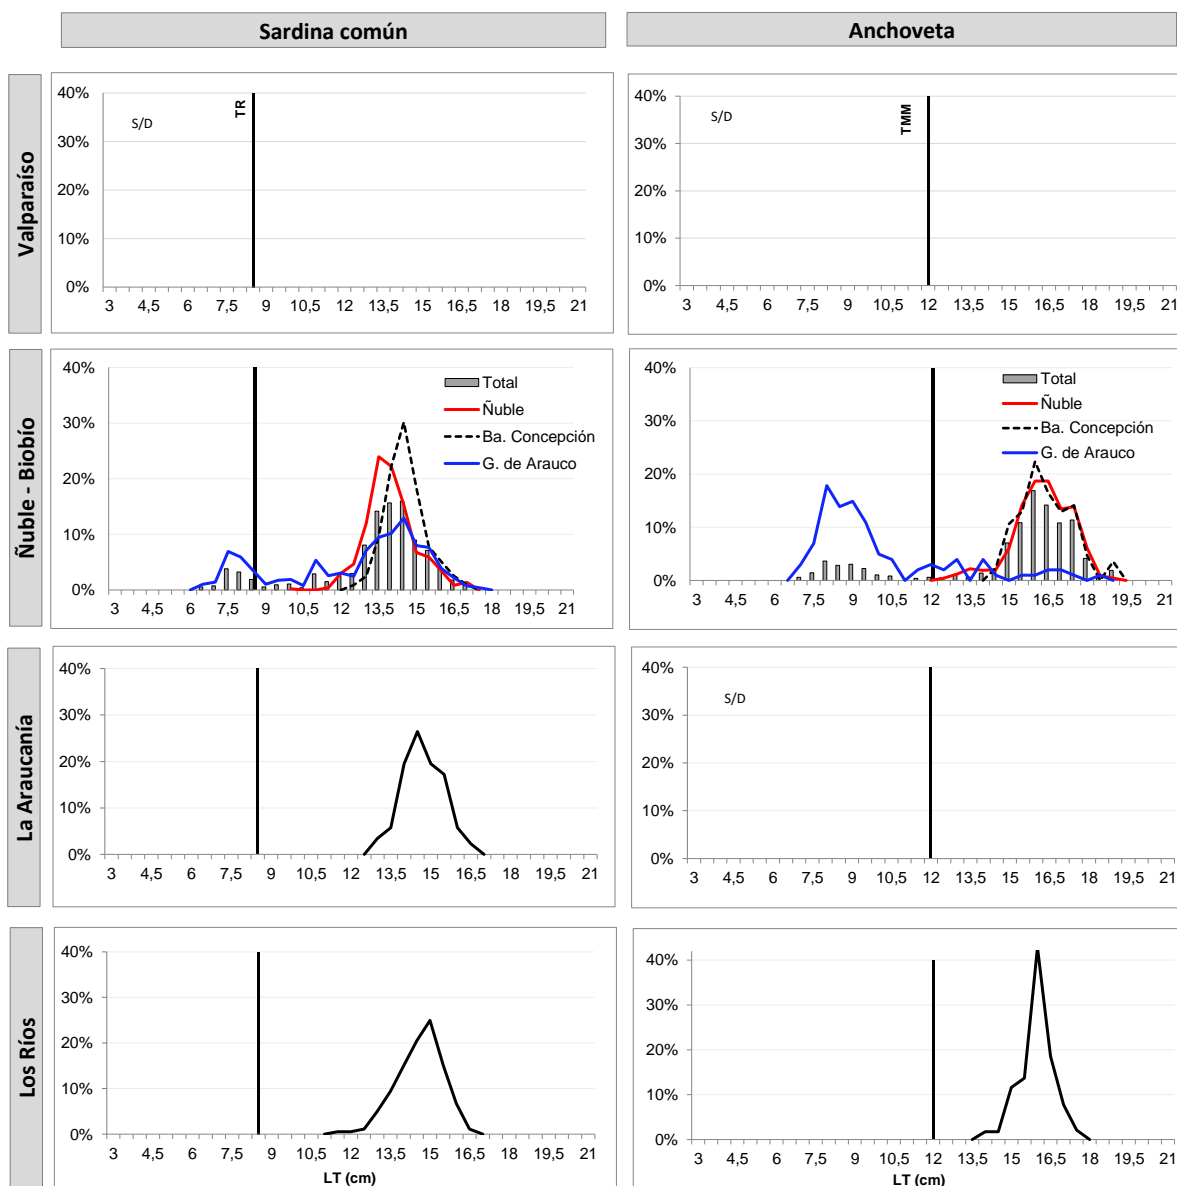 Sardina común
Anchoveta
Valparaíso
40%
30%
20%
10%
0%
S/D
TR
3 4,5 6 7,5 9 10,5 12 13,5 15 16,5 18 19,5 21
40%
30%
20%
10%
0%
S/D
TMM
3 4,5 6 7,5 9 10,5 12 13,5 15 16,5 18 19,5 21
Ñuble - Biobío
40%
30%
20%
10%
0%
Total
Ñuble
Ba. Concepción
G. de Arauco
3 4,5 6 7,5 9 10,5 12 13,5 15 16,5 18 19,5 21
40%
30%
20%
10%
0%
Total
Ñuble
Ba. Concepción
G. de Arauco
3 4,5 6 7,5 9 10,5 12 13,5 15 16,5 18 19,5 21
La Araucanía
40%
30%
20%
10%
0%
3 4,5 6 7,5 9 10,5 12 13,5 15 16,5 18 19,5 21
40%
30%
20%
10%
0%
S/D
3 4,5 6 7,5 9 10,5 12 13,5 15 16,5 18 19,5 21
Los Ríos
40%
30%
20%
10%
0%
3 4,5 6 7,5 9 10,5 12 13,5 15 16,5 18 19,5 21
LT (cm)
40%
30%
20%
10%
0%
3 4,5 6 7,5 9 10,5 12 13,5 15 16,5 18 19,5 21
LT (cm)